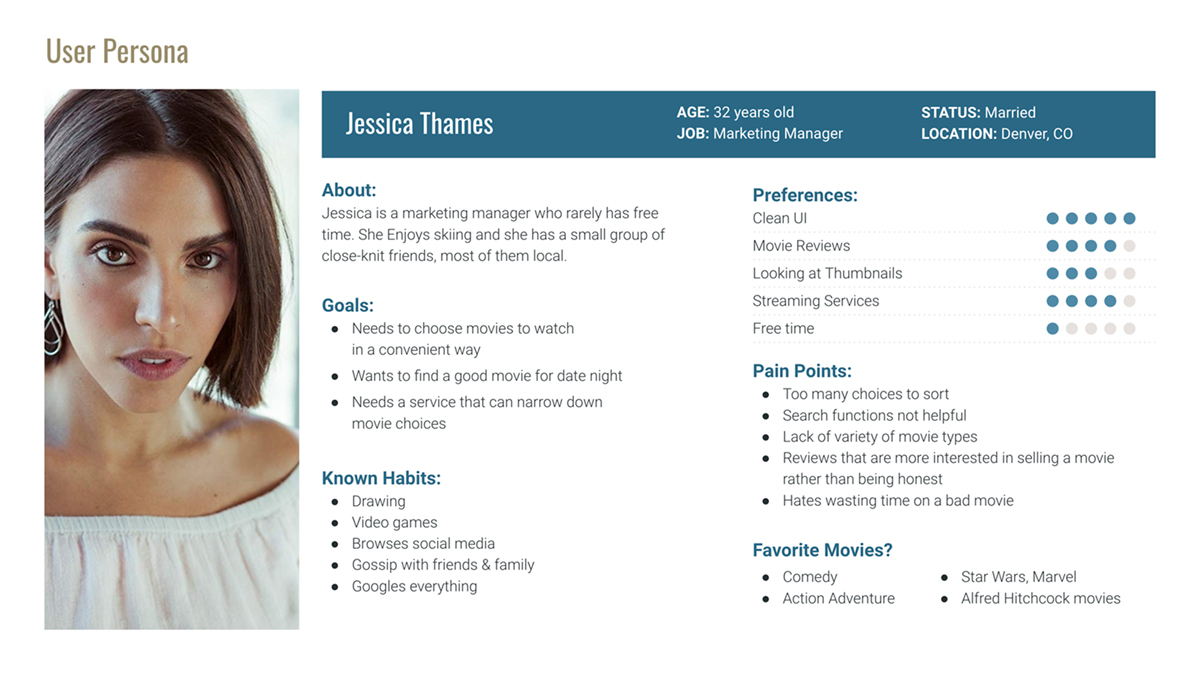 User Persona
Jessica Thames
AGE: 32 years old
JOB: Marketing Manager
STATUS: Married
LOCATION: Denver, CO
About:
Jessica is a marketing manager who rarely has free
time. She Enjoys skiing and she has a small group of
close-knit friends, most of them local.
Goals:
● Needs to choose movies to watch
in a convenient way
● Wants to find a good movie for date night
● Needs a service that can narrow down
movie choices
Known Habits:
● Drawing
● Video games
● Browses social media
● Gossip with friends & family
● Googles everything
Preferences:
Clean UI
Movie Reviews
Looking at Thumbnails
Streaming Services
Free time
Pain Points:
● Too many choices to sort
● Search functions not helpful
● Lack of variety of movie types
● Reviews that are more interested in selling a movie
rather than being honest
● Hates wasting time on a bad movie
Favorite Movies?
● Comedy
● Action Adventure
● Star Wars, Marvel
● Alfred Hitchcock movies